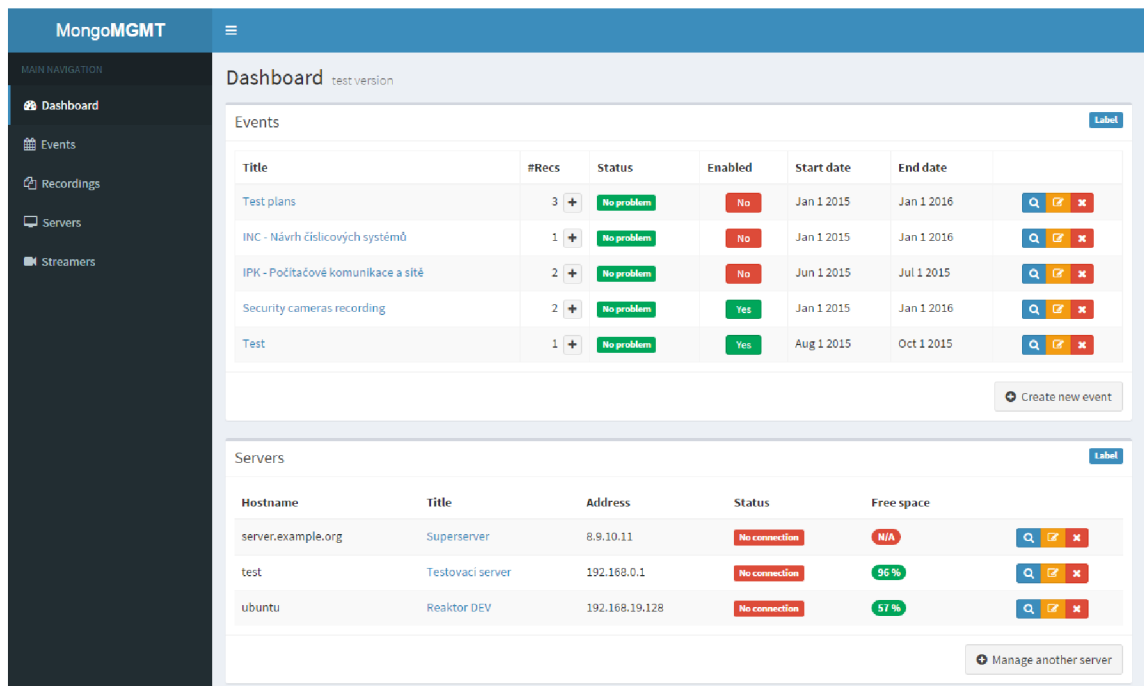 MongoMGMT
MAIN NAVIGATION
Dashboard
Events
Recordings
Servers
Streamers
Dashboard test version
Events Label
Title #Recs Status Enabled Start date End date
Test plans 3 No problem No Jan 1 2015 Jan 1 2016
INC - Návrh číslicových systémů 1 No problem No Jan 1 2015 Jan 1 2016
IPK - Počítačové komunikace a sítě 2 No problem No Jun 1 2015 Jul 1 2015
Security cameras recording 2 No problem Yes Jan 1 2015 Jan 1 2016
Test 1 No problem Yes Aug 1 2015 Oct 1 2015
Create new event
Servers Label
Hostname Title Address Status Free space
server.example.org Superserver 8.9.10.11 No connection N/A
test Testovaci server 192.168.0.1 No connection 96 %
ubuntu Reaktor DEV 192.168.19.128 No connection 57 %
Manage another server